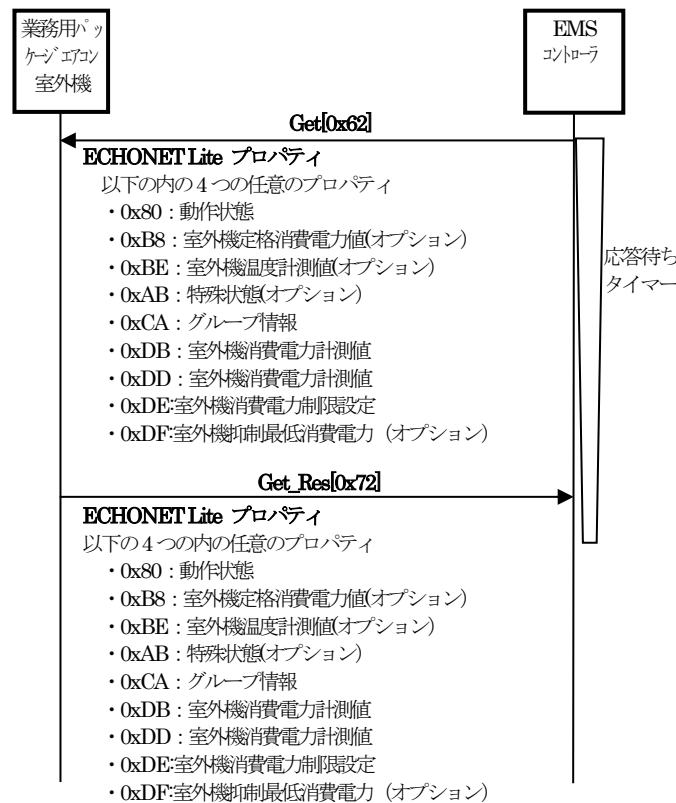 業務用パッ
ケージエアコン
室外機
EMS
コントローラ
Get[0x62]
ECHONET Lite プロパティ
以下の内の４つの任意のプロパティ
・0x80：動作状態
・0xB8：室外機定格消費電力値(オプション)
・0xBE：室外機温度計測値(オプション)
・0xAB：特殊状態(オプション)
・0xCA：グループ情報
・0xDB：室外機消費電力計測値
・0xDD：室外機消費電力計測値
・0xDE:室外機消費電力制限設定
・0xDF:室外機抑制最低消費電力（オプション）
応答待ち
タイマー
Get_Res[0x72]
ECHONET Lite プロパティ
以下の４つの内の任意のプロパティ
・0x80：動作状態
・0xB8：室外機定格消費電力値(オプション)
・0xBE：室外機温度計測値(オプション)
・0xAB：特殊状態(オプション)
・0xCA：グループ情報
・0xDB：室外機消費電力計測値
・0xDD：室外機消費電力計測値
・0xDE:室外機消費電力制限設定
・0xDF:室外機抑制最低消費電力（オプション）